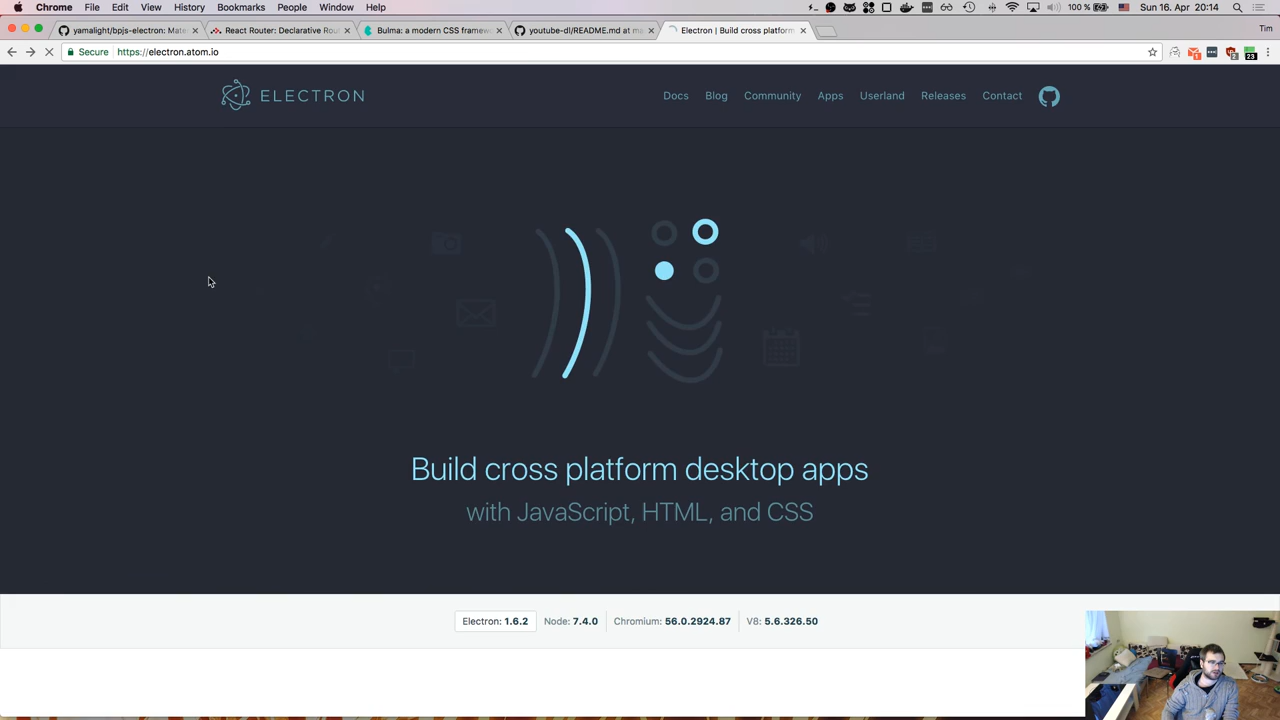 Chrome File Edit View History Bookmarks People Window Help 100 % Sun 16. Apr 20:14
yamalight/bpjs-electron: Mate React Router: Declarative Rou Bulma: a modern CSS framew youtube-dl/README.md at ma Electron | Build cross platform Tim
Secure https://electron.atom.io
ELECTRON Docs Blog Community Apps Userland Releases Contact
Build cross platform desktop apps
with JavaScript, HTML, and CSS
Electron: 1.6.2 Node: 7.4.0 Chromium: 56.0.2924.87 V8: 5.6.326.50